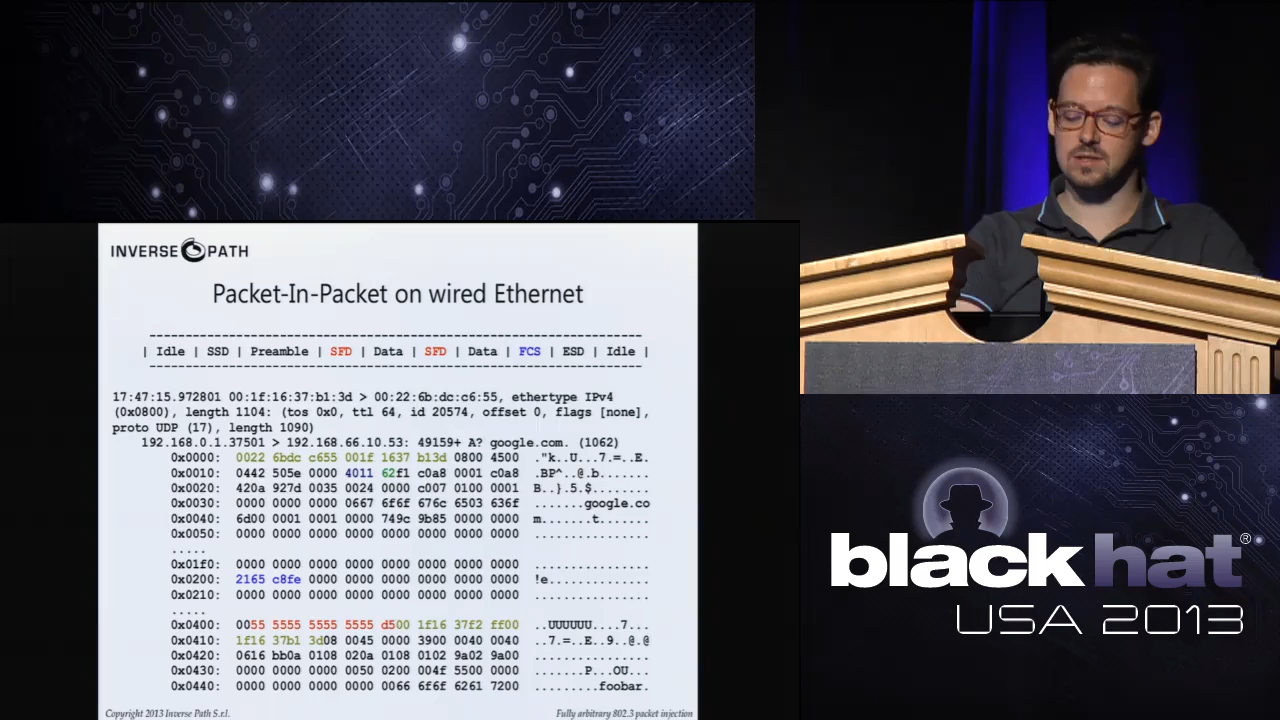 INVERSE PATH
Packet-In-Packet on wired Ethernet
--------------------------------------------------------------------
| Idle | SSD | Preamble | SFD | Data | SFD | Data | FCS | ESD | Idle |
--------------------------------------------------------------------
17:47:15.972801 00:1f:16:37:b1:3d > 00:22:6b:dc:c6:55, ethertype IPv4
(0x0800), length 1104: (tos 0x0, ttl 64, id 20574, offset 0, flags [none],
proto UDP (17), length 1090)
192.168.0.1.37501 > 192.168.66.10.53: 49159+ A? google.com. (1062)
0x0000: 0022 6bdc c655 001f 1637 b13d 0800 4500 ."k..U...7.=..E.
0x0010: 0442 505e 0000 4011 62f1 c0a8 0001 c0a8 .BP^..@.b.......
0x0020: 420a 927d 0035 0024 0000 c007 0100 0001 B..}.5.$........
0x0030: 0000 0000 0000 0667 6f6f 676c 6503 636f .......google.co
0x0040: 6d00 0001 0001 0000 749c 9b85 0000 0000 m.......t.......
0x0050: 0000 0000 0000 0000 0000 0000 0000 0000 ................
.....
0x01f0: 0000 0000 0000 0000 0000 0000 0000 0000 ................
0x0200: 2165 c8fe 0000 0000 0000 0000 0000 0000 !e..............
0x0210: 0000 0000 0000 0000 0000 0000 0000 0000 ................
.....
0x0400: 0055 5555 5555 5555 d500 1f16 37f2 ff00 ..UUUUUU....7...
0x0410: 1f16 37b1 3d08 0045 0000 3900 0040 0040 ..7.=..E..9..@.@
0x0420: 0616 bb0a 0108 020a 0108 0102 9a02 9a00 ................
0x0430: 0000 0000 0000 0050 0200 004f 5500 0000 .......P...OU...
0x0440: 0000 0000 0000 0066 6f6f 6261 7200 .........foobar.
Copyright 2013 Inverse Path S.r.l.
Fully arbitrary 802.3 packet injection
black hat®
USA 2013